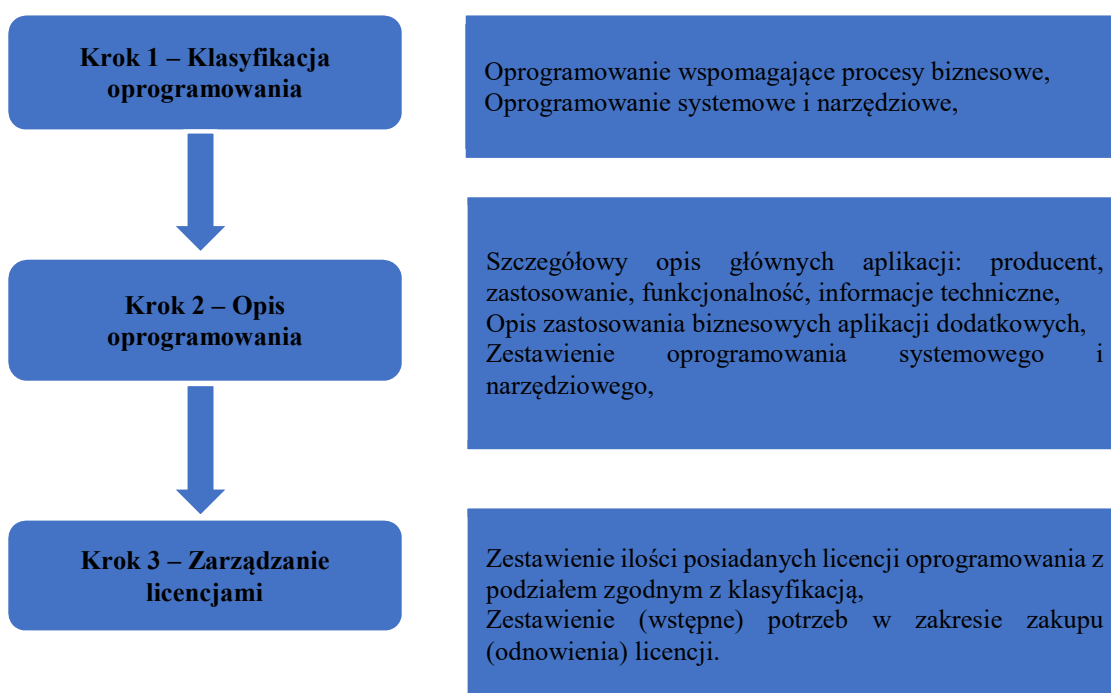 Krok 1 – Klasyfikacja
oprogramowania
Oprogramowanie wspomagające procesy biznesowe,
Oprogramowanie systemowe i narzędziowe,
Krok 2 – Opis
oprogramowania
Szczegółowy opis głównych aplikacji: producent,
zastosowanie, funkcjonalność, informacje techniczne,
Opis zastosowania biznesowych aplikacji dodatkowych,
Zestawienie oprogramowania systemowego i
narzędziowego,
Krok 3 – Zarządzanie
licencjami
Zestawienie ilości posiadanych licencji oprogramowania z
podziałem zgodnym z klasyfikacją,
Zestawienie (wstępne) potrzeb w zakresie zakupu
(odnowienia) licencji.